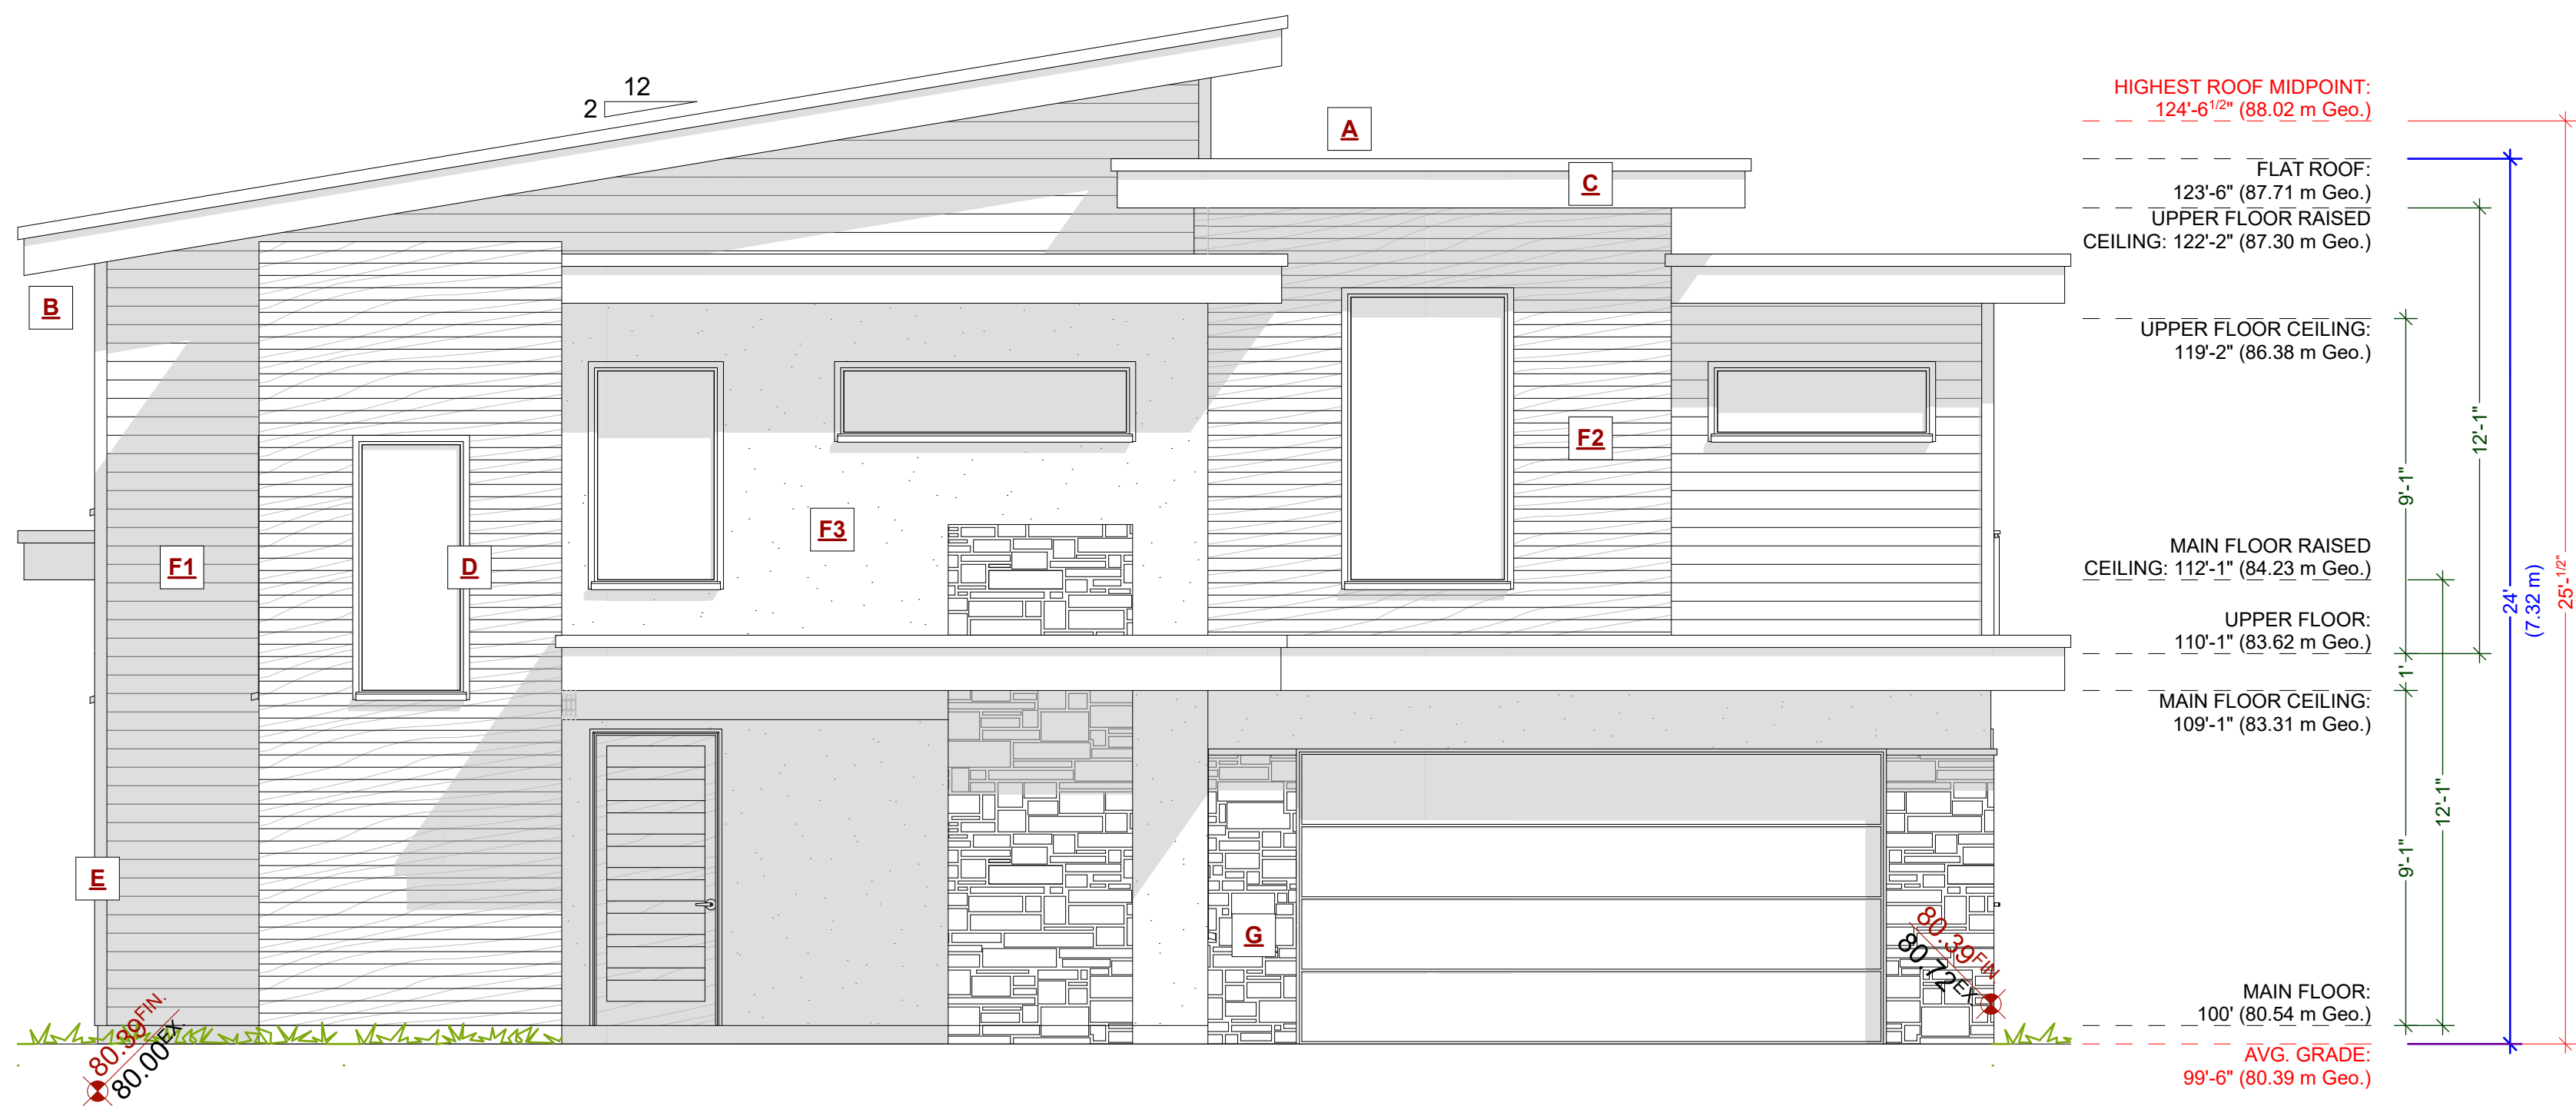 12
2
A
C
B
F1
D
F3
F2
E
G
80.39FIN.
80.00EX.
80.39FIN.
80.72EX.
HIGHEST ROOF MIDPOINT:
124'-61/2" (88.02 m Geo.)
FLAT ROOF:
123'-6" (87.71 m Geo.)
UPPER FLOOR RAISED
CEILING: 122'-2" (87.30 m Geo.)
UPPER FLOOR CEILING:
119'-2" (86.38 m Geo.)
MAIN FLOOR RAISED
CEILING: 112'-1" (84.23 m Geo.)
UPPER FLOOR:
110'-1" (83.62 m Geo.)
MAIN FLOOR CEILING:
109'-1" (83.31 m Geo.)
MAIN FLOOR:
100' (80.54 m Geo.)
AVG. GRADE:
99'-6" (80.39 m Geo.)
9'-1"
1'
9'-1"
12'-1"
12'-1"
24'
(7.32 m)
25'-1/2"